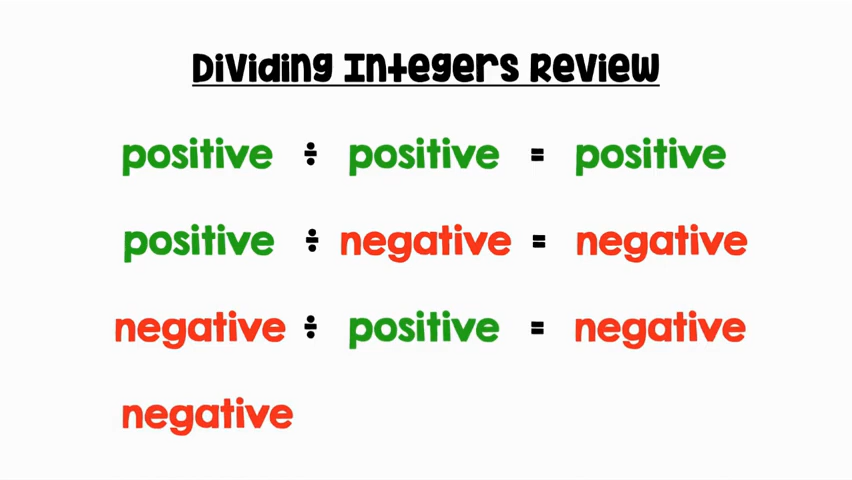 Dividing Integers Review
positive ÷ positive = positive
positive ÷ negative = negative
negative ÷ positive = negative
negative